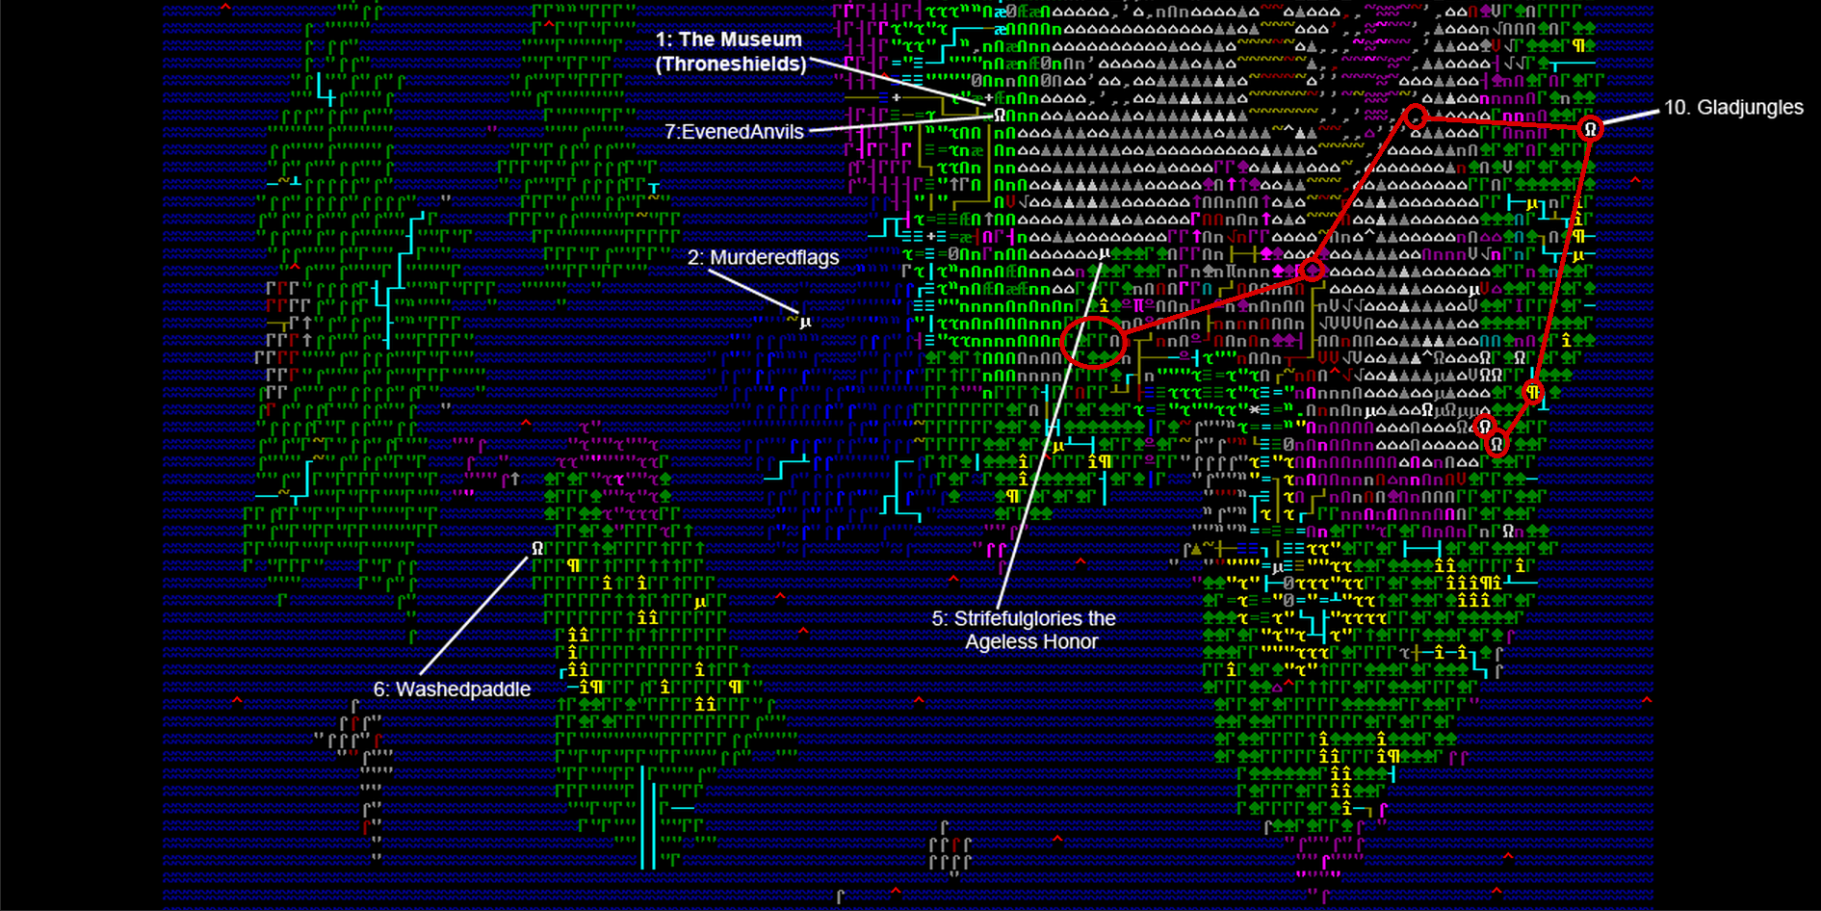 1: The Museum
(Throneshields)
7:EvenedAnvils
10. Gladjungles
2: Murderedflags
5: Strifefulglories the
Ageless Honor
6: Washedpaddle